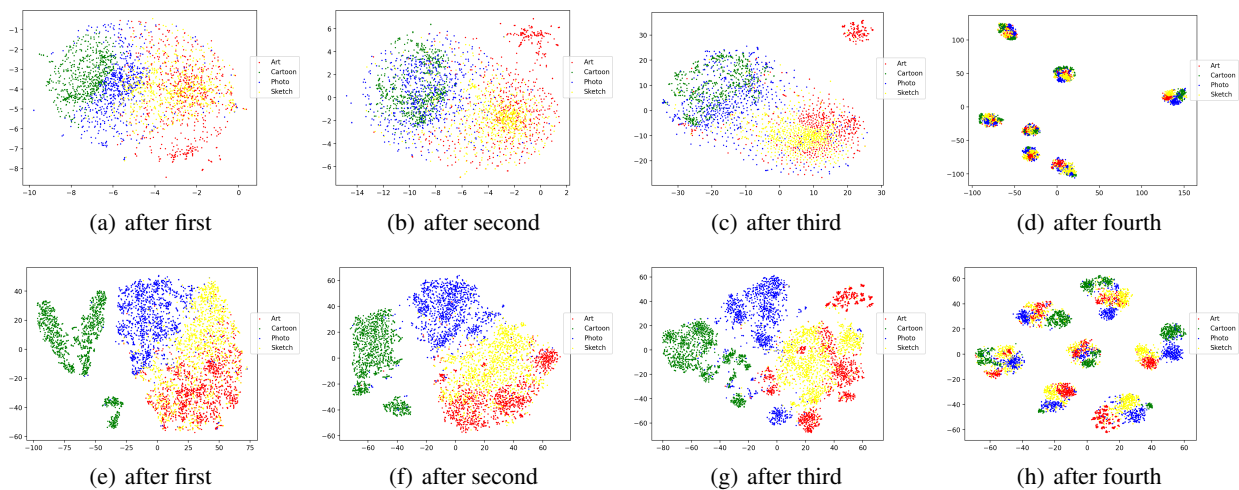 Art
Cartoon
Photo
Sketch
−1
−2
−3
−4
−5
−6
−7
−8
−10 −8 −6 −4 −2 0
(a) after first
Art
Cartoon
Photo
Sketch
6
4
2
0
−2
−4
−6
−14 −12 −10 −8 −6 −4 −2 0 2
(b) after second
Art
Cartoon
Photo
Sketch
30
20
10
0
−10
−20
−30 −20 −10 0 10 20 30
(c) after third
Art
Cartoon
Photo
Sketch
100
50
0
−50
−100
−50 0 50 100 150
−100
(d) after fourth
Art
Cartoon
Photo
Sketch
40
20
0
−20
−40
−60
−100 −75 −50 −25 0 25 50 75
(e) after first
Art
Cartoon
Photo
Sketch
60
40
20
0
−20
−40
−60
−60 −40 −20 0 20 40 60
(f) after second
Art
Cartoon
Photo
Sketch
60
40
20
0
−20
−40
−60
−80 −60 −40 −20 0 20 40 60
(g) after third
Art
Cartoon
Photo
Sketch
60
40
20
0
−20
−40
−60
−60 −40 −20 0 20 40 60
(h) after fourth